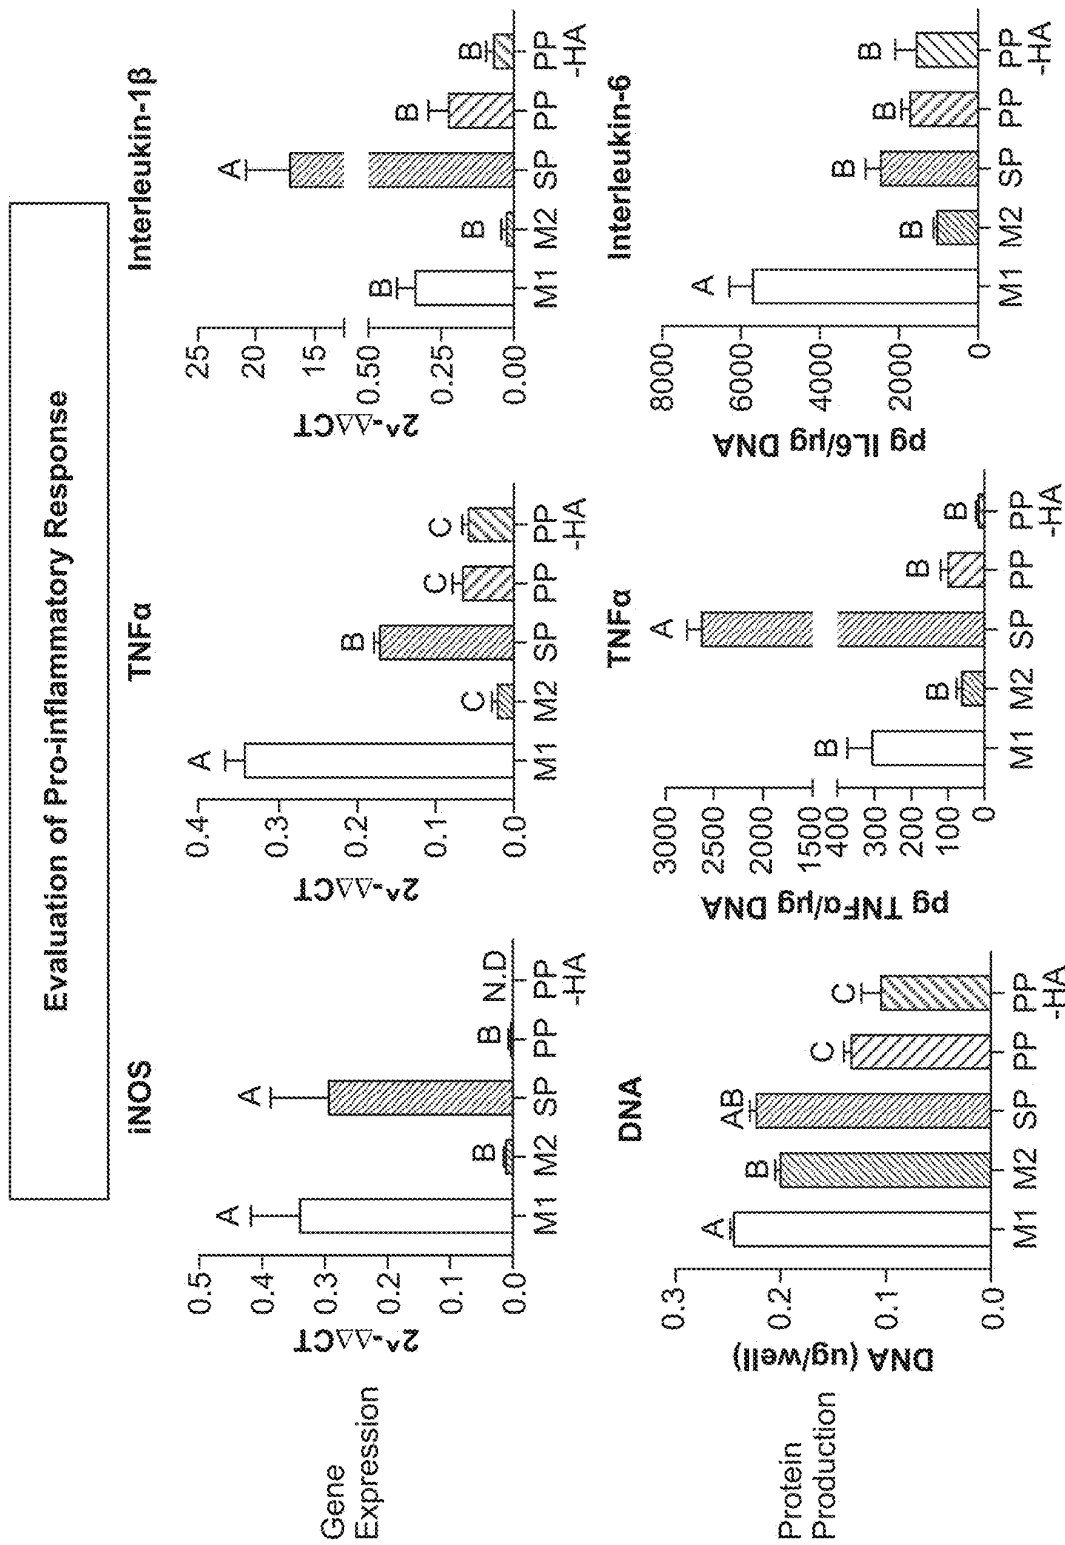 Evaluation of Pro-inflammatory Response
Gene
Expression
iNOS
2^-ΔΔCT
0.5
0.4
0.3
0.2
0.1
0.0
A
B
A
B
N.D
M1 M2 SP PP PP
-HA
TNFα
2^-ΔΔCT
0.4
0.3
0.2
0.1
0.0
A
C
B
C
C
M1 M2 SP PP PP
-HA
Interleukin-1β
2^-ΔΔCT
25
20
15
0.50
0.25
0.00
B
B
A
B
B
M1 M2 SP PP PP
-HA
Protein
Production
DNA
DNA (ug/well)
0.3
0.2
0.1
0.0
A
B
AB
C
C
M1 M2 SP PP PP
-HA
TNFα
pg TNFα/µg DNA
3000
2500
2000
1500
400
300
200
100
0
B
B
A
B
B
M1 M2 SP PP PP
-HA
Interleukin-6
pg IL6/µg DNA
8000
6000
4000
2000
0
A
B
B
B
B
M1 M2 SP PP PP
-HA